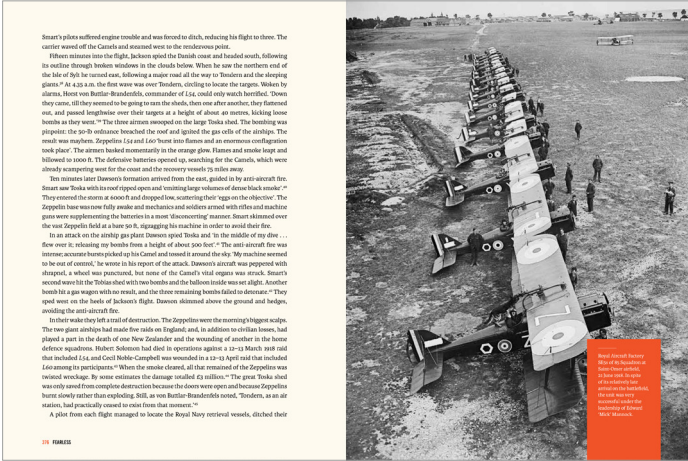 Smart's pilots suffered engine trouble and was forced to ditch, reducing his flight to three. The
carrier waved off the Camels and steamed west to the rendezvous point.
Fifteen minutes into the flight, Jackson spied the Danish coast and headed south, following
its outline through broken windows in the clouds below. When he saw the northern end of
the Isle of Sylt he turned east, following a major road all the way to Tondern and the sleeping
giants.³⁸ At 4.35 a.m. the first wave was over Tondern, circling to locate the targets. Woken by
alarms, Horst von Buttlar-Brandenfels, commander of L54, could only watch horrified. 'Down
they came, till they seemed to be going to ram the sheds, then one after another, they flattened
out, and passed lengthwise over their targets at a height of about 40 metres, kicking loose
bombs as they went.'³⁹ The three airmen swooped on the large Toska shed. The bombing was
pinpoint: the 50-lb ordnance breached the roof and ignited the gas cells of the airships. The
result was mayhem. Zeppelins L54 and L60 'burst into flames and an enormous conflagration
took place'. The airmen basked momentarily in the orange glow. Flames and smoke leapt and
billowed to 1000 ft. The defensive batteries opened up, searching for the Camels, which were
already scampering west for the coast and the recovery vessels 75 miles away.
Ten minutes later Dawson's formation arrived from the east, guided in by anti-aircraft fire.
Smart saw Toska with its roof ripped open and 'emitting large volumes of dense black smoke'.⁴⁰
They entered the storm at 6000 ft and dropped low, scattering their 'eggs on the objective'. The
Zeppelin base was now fully awake and mechanics and soldiers armed with rifles and machine
guns were supplementing the batteries in a most 'disconcerting' manner. Smart skimmed over
the vast Zeppelin field at a bare 50 ft, zigzagging his machine in order to avoid their fire.
In an attack on the airship gas plant Dawson spied Toska and 'in the middle of my dive . . .
flew over it; releasing my bombs from a height of about 500 feet'.⁴¹ The anti-aircraft fire was
intense; accurate bursts picked up his Camel and tossed it around the sky. 'My machine seemed
to be out of control,' he wrote in his report of the attack. Dawson's aircraft was peppered with
shrapnel, a wheel was punctured, but none of the Camel's vital organs was struck. Smart's
second wave hit the Tobias shed with two bombs and the balloon inside was set alight. Another
bomb hit a gas wagon with no result, and the three remaining bombs failed to detonate.⁴² They
sped west on the heels of Jackson's flight. Dawson skimmed above the ground and hedges,
avoiding the anti-aircraft fire.
In their wake they left a trail of destruction. The Zeppelins were the morning's biggest scalps.
The two giant airships had made five raids on England; and, in addition to civilian losses, had
played a part in the death of one New Zealander and the wounding of another in the home
defence squadrons. Hubert Solomon had died in operations against a 12–13 March 1918 raid
that included L54, and Cecil Noble-Campbell was wounded in a 12–13 April raid that included
L60 among its participants.⁴³ When the smoke cleared, all that remained of the Zeppelins was
twisted wreckage. By some estimates the damage totalled £3 million.⁴⁴ The great Toska shed
was only saved from complete destruction because the doors were open and because Zeppelins
burnt slowly rather than exploding. Still, as von Buttlar-Brandenfels noted, 'Tondern, as an air
station, had practically ceased to exist from that moment.'⁴⁵
A pilot from each flight managed to locate the Royal Navy retrieval vessels, ditched their
376 FEARLESS
Royal Aircraft Factory
SE5s of 85 Squadron at
Saint-Omer airfield,
21 June 1918. In spite
of its relatively late
arrival on the battlefield,
the unit was very
successful under the
leadership of Edward
'Mick' Mannock.